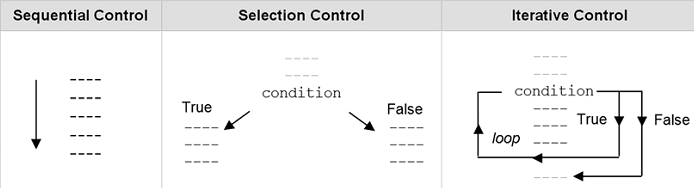 Sequential Control
Selection Control
Iterative Control
condition
True
False
condition
True
False
loop